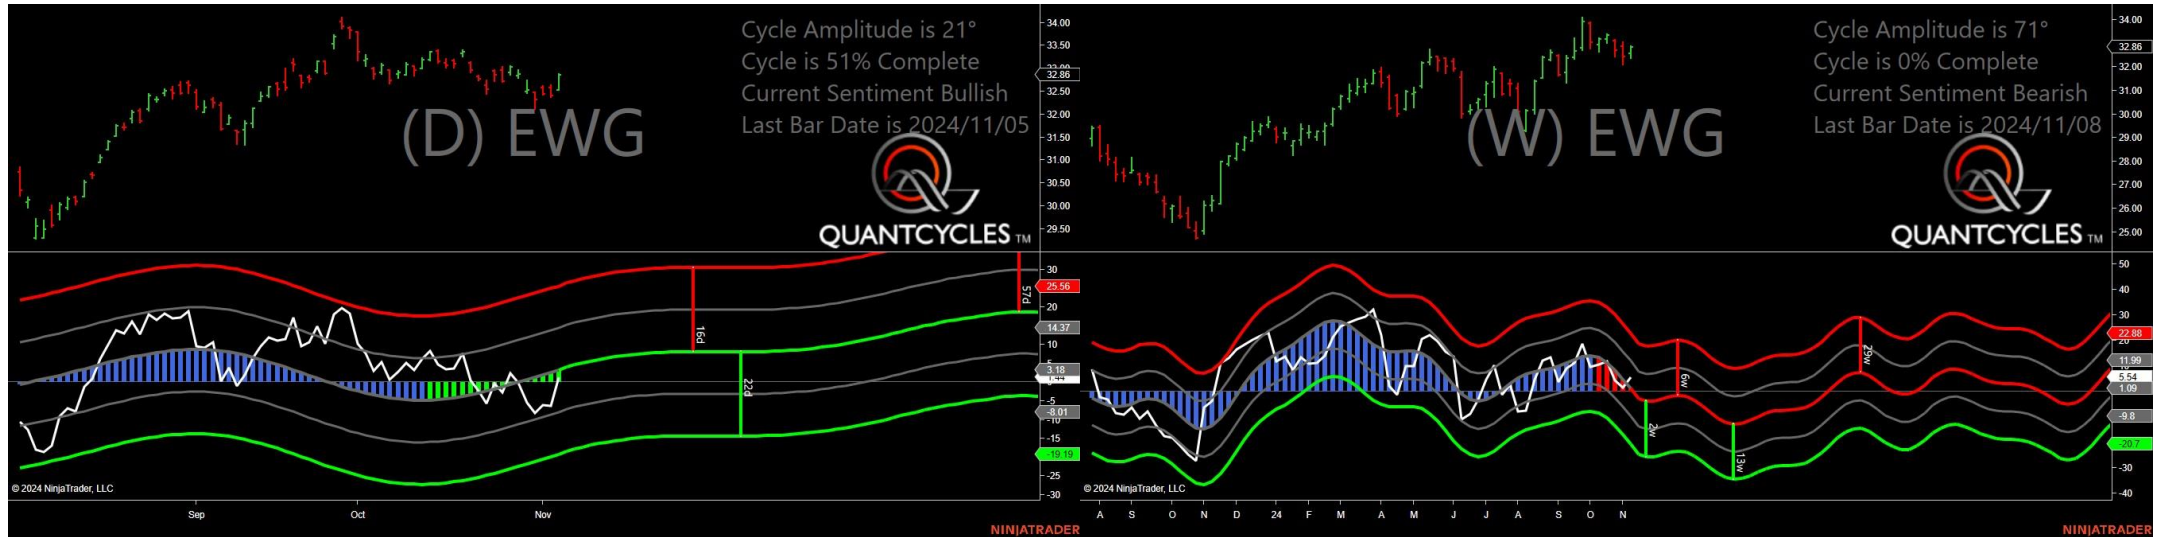 Cycle Amplitude is 21°
Cycle is 51% Complete
Current Sentiment Bullish
Last Bar Date is 2024/11/05
(D) EWG
QUANTCYCLES TM
34.00
33.50
33.00
32.86
32.50
32.00
31.50
31.00
30.50
30.00
29.50
30
25.56
20
14.37
10
5
3.18
1.44
-5
-8.01
-10
-15
-19.19
-25
-30
16d
22d
57d
© 2024 NinjaTrader, LLC
Sep Oct Nov
NINJATRADER
Cycle Amplitude is 71°
Cycle is 0% Complete
Current Sentiment Bearish
Last Bar Date is 2024/11/08
(W) EWG
QUANTCYCLES TM
34.00
32.86
32.00
31.00
30.00
29.00
28.00
27.00
26.00
25.00
50
40
30
22.88
20
11.99
5.54
1.09
-9.8
-20.7
-30
-40
2w
6w
13w
29w
© 2024 NinjaTrader, LLC
A S O N D 24 F M A M J J A S O N
NINJATRADER